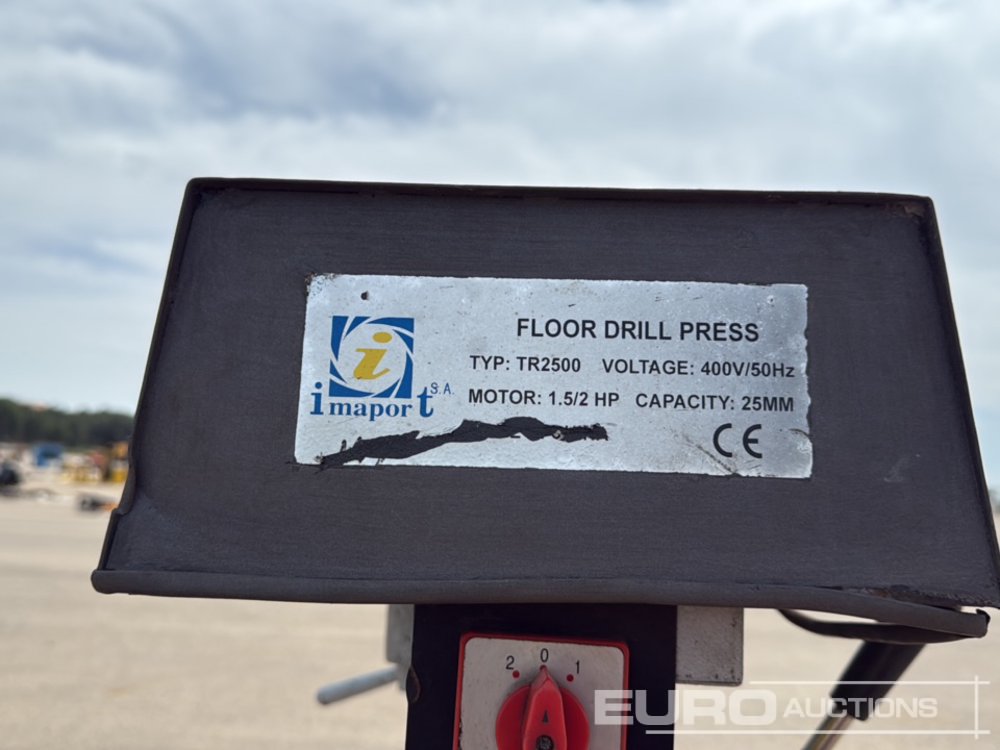 FLOOR DRILL PRESS
TYP: TR2500 VOLTAGE: 400V/50Hz
MOTOR: 1.5/2 HP CAPACITY: 25MM
i
imaport S.A.
CE
2 0 1
EURO AUCTIONS